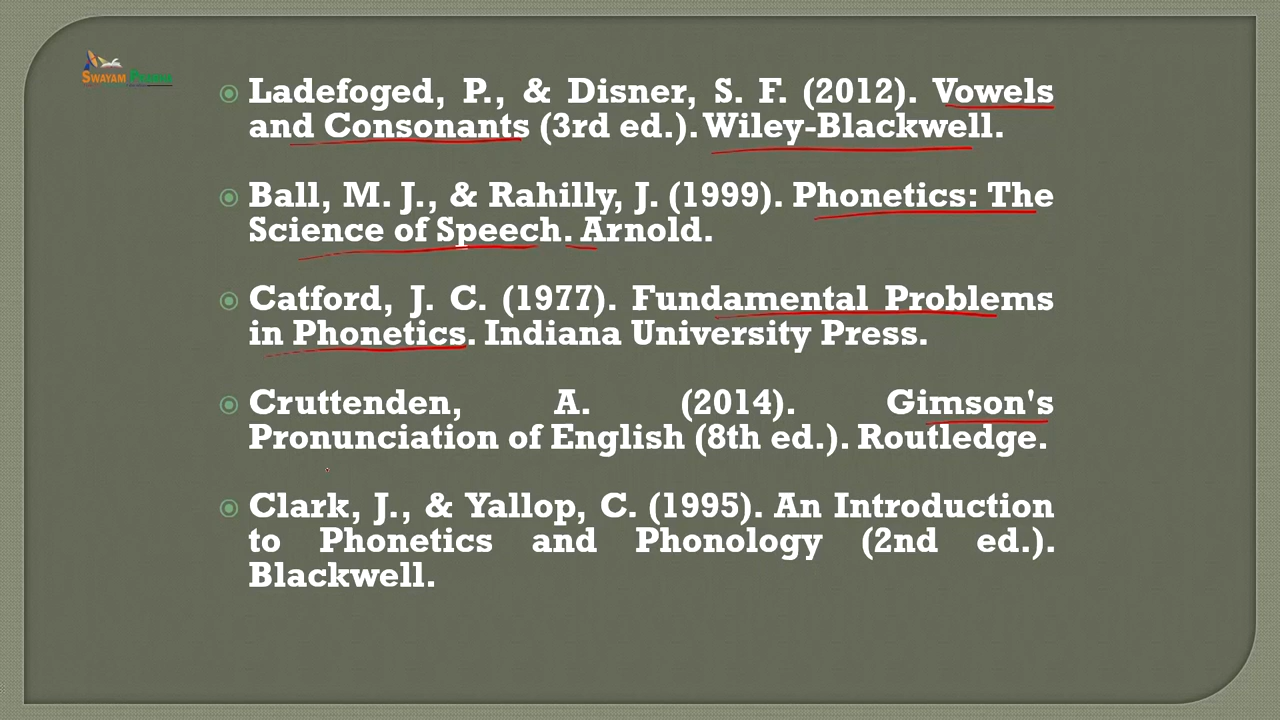 SWAYAM PRABHA
Ladefoged, P., & Disner, S. F. (2012). Vowels
and Consonants (3rd ed.). Wiley-Blackwell.
Ball, M. J., & Rahilly, J. (1999). Phonetics: The
Science of Speech. Arnold.
Catford, J. C. (1977). Fundamental Problems
in Phonetics. Indiana University Press.
Cruttenden, A. (2014). Gimson's
Pronunciation of English (8th ed.). Routledge.
Clark, J., & Yallop, C. (1995). An Introduction
to Phonetics and Phonology (2nd ed.).
Blackwell.